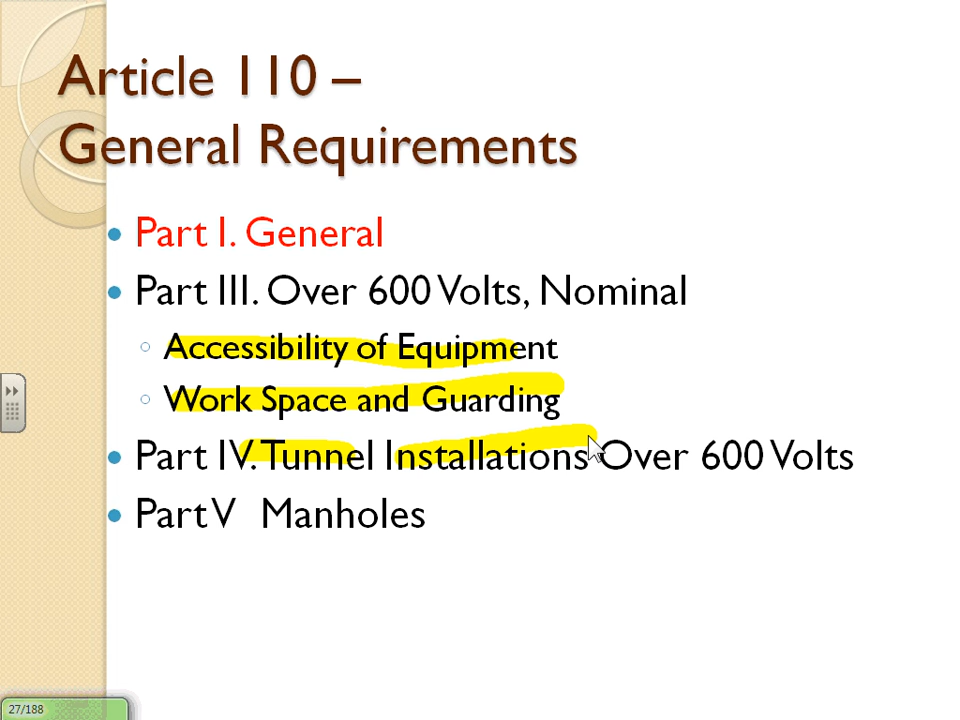 Article 110 –
General Requirements
Part I. General
Part III. Over 600 Volts, Nominal
Accessibility of Equipment
Work Space and Guarding
Part IV. Tunnel Installations Over 600 Volts
Part V Manholes
27/188